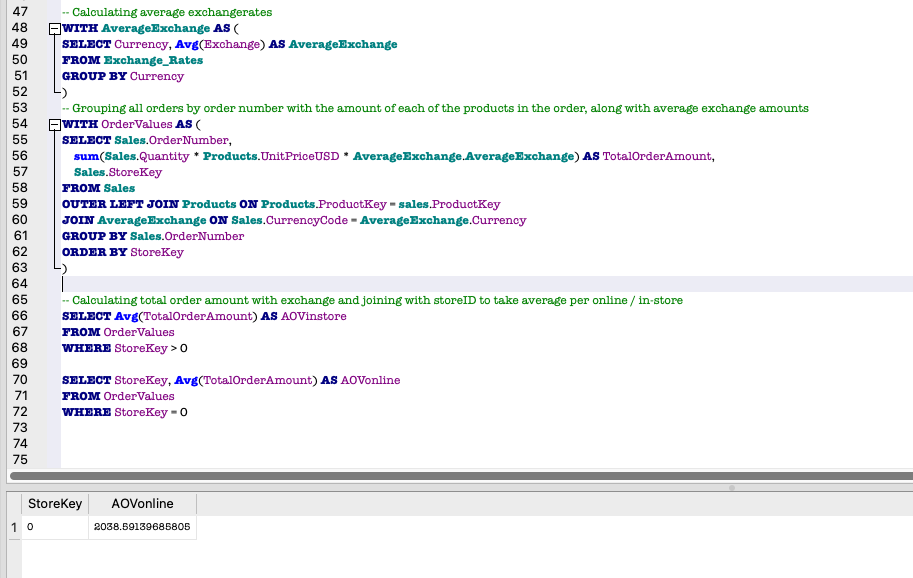 47 -- Calculating average exchangerates
48 WITH AverageExchange AS (
49 SELECT Currency, Avg(Exchange) AS AverageExchange
50 FROM Exchange_Rates
51 GROUP BY Currency
52 )
53 -- Grouping all orders by order number with the amount of each of the products in the order, along with average exchange amounts
54 WITH OrderValues AS (
55 SELECT Sales.OrderNumber,
56 sum(Sales.Quantity * Products.UnitPriceUSD * AverageExchange.AverageExchange) AS TotalOrderAmount,
57 Sales.StoreKey
58 FROM Sales
59 OUTER LEFT JOIN Products ON Products.ProductKey = sales.ProductKey
60 JOIN AverageExchange ON Sales.CurrencyCode = AverageExchange.Currency
61 GROUP BY Sales.OrderNumber
62 ORDER BY StoreKey
63 )
64
65 -- Calculating total order amount with exchange and joining with storeID to take average per online / in-store
66 SELECT Avg(TotalOrderAmount) AS AOVinstore
67 FROM OrderValues
68 WHERE StoreKey > 0
69
70 SELECT StoreKey, Avg(TotalOrderAmount) AS AOVonline
71 FROM OrderValues
72 WHERE StoreKey = 0
73
74
75
StoreKey AOVonline
1 0 2038.59139685805